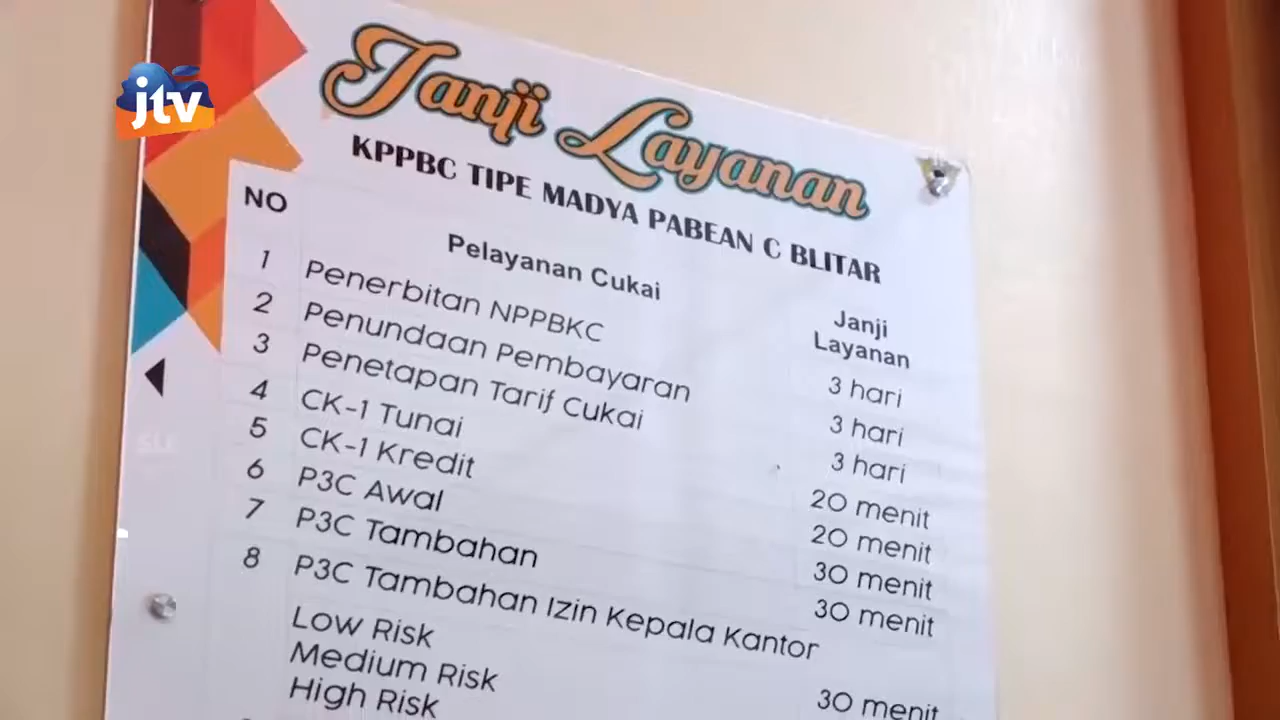 jtv
Janji Layanan
KPPBC TIPE MADYA PABEAN C BLITAR
NO Pelayanan Cukai Janji Layanan
1 Penerbitan NPPBKC 3 hari
2 Penundaan Pembayaran 3 hari
3 Penetapan Tarif Cukai 3 hari
4 CK-1 Tunai 20 menit
5 CK-1 Kredit 20 menit
6 P3C Awal 30 menit
7 P3C Tambahan 30 menit
8 P3C Tambahan Izin Kepala Kantor
Low Risk 30 menit
Medium Risk
High Risk